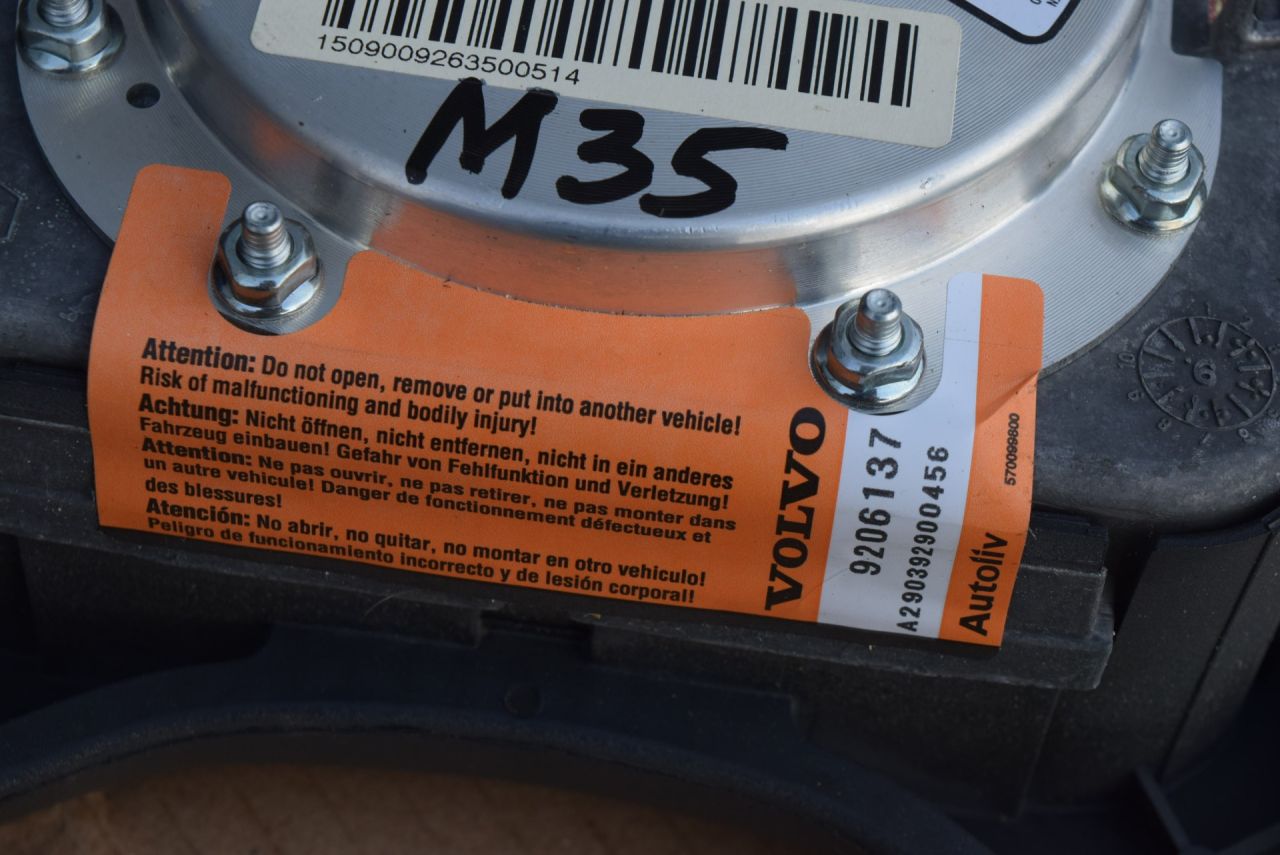 1509009263500514
M35
Attention: Do not open, remove or put into another vehicle!
Risk of malfunctioning and bodily injury!
Achtung: Nicht öffnen, nicht entfernen, nicht in ein anderes
Fahrzeug einbauen! Gefahr von Fehlfunktion und Verletzung!
Attention: Ne pas ouvrir, ne pas retirer, ne pas monter dans
un autre vehicule! Danger de fonctionnement défectueux et
des blessures!
Atención: No abrir, no quitar, no montar en otro vehiculo!
Peligro de funcionamiento incorrecto y de lesión corporal!
VOLVO
9206137
A290392900456
Autoliv
570099800